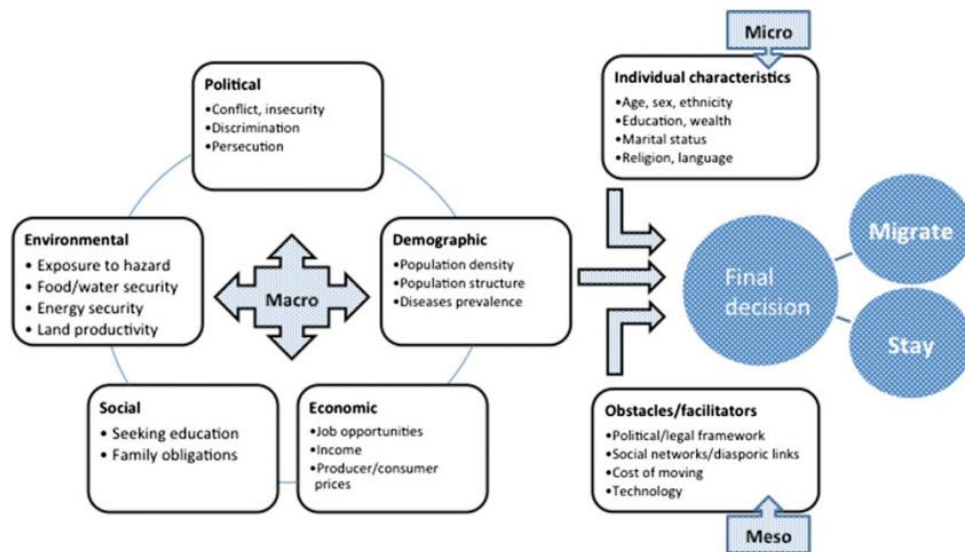 Micro
Political
•Conflict, insecurity
•Discrimination
•Persecution
Individual characteristics
•Age, sex, ethnicity
•Education, wealth
•Marital status
•Religion, language
Environmental
• Exposure to hazard
• Food/water security
• Energy security
• Land productivity
Macro
Demographic
•Population density
•Population structure
•Diseases prevalence
Final
decision
Migrate
Stay
Social
• Seeking education
• Family obligations
Economic
•Job opportunities
•Income
•Producer/consumer
prices
Obstacles/facilitators
•Political/legal framework
•Social networks/diasporic links
•Cost of moving
•Technology
Meso